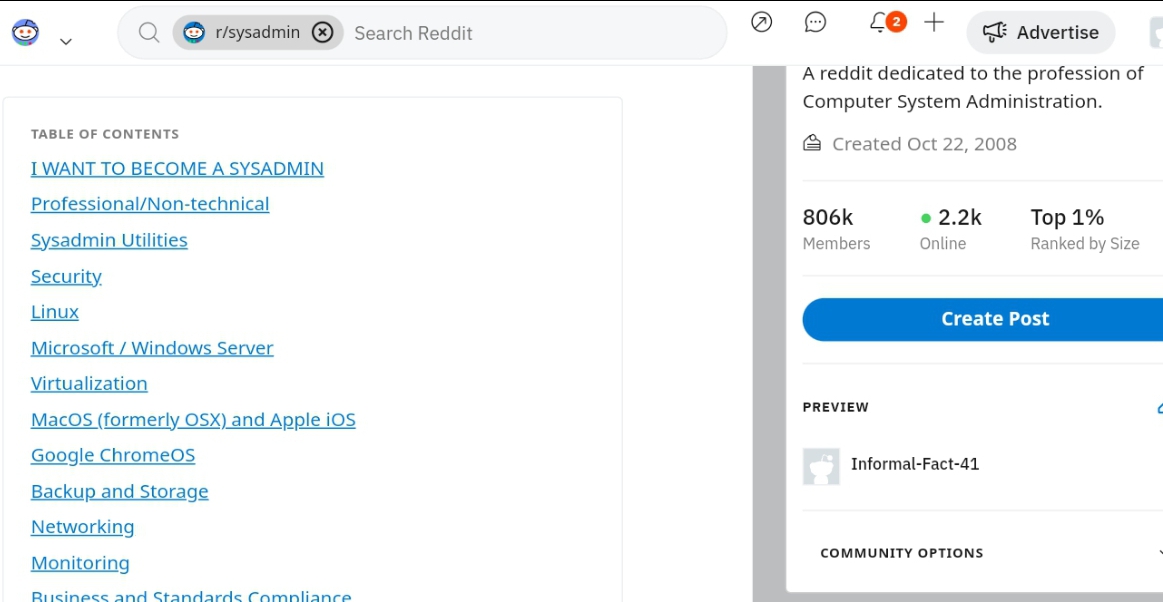 r/sysadmin
Search Reddit
2
Advertise
TABLE OF CONTENTS
I WANT TO BECOME A SYSADMIN
Professional/Non-technical
Sysadmin Utilities
Security
Linux
Microsoft / Windows Server
Virtualization
MacOS (formerly OSX) and Apple iOS
Google ChromeOS
Backup and Storage
Networking
Monitoring
Business and Standards Compliance
A reddit dedicated to the profession of
Computer System Administration.
Created Oct 22, 2008
806k 2.2k Top 1%
Members Online Ranked by Size
Create Post
PREVIEW
Informal-Fact-41
COMMUNITY OPTIONS